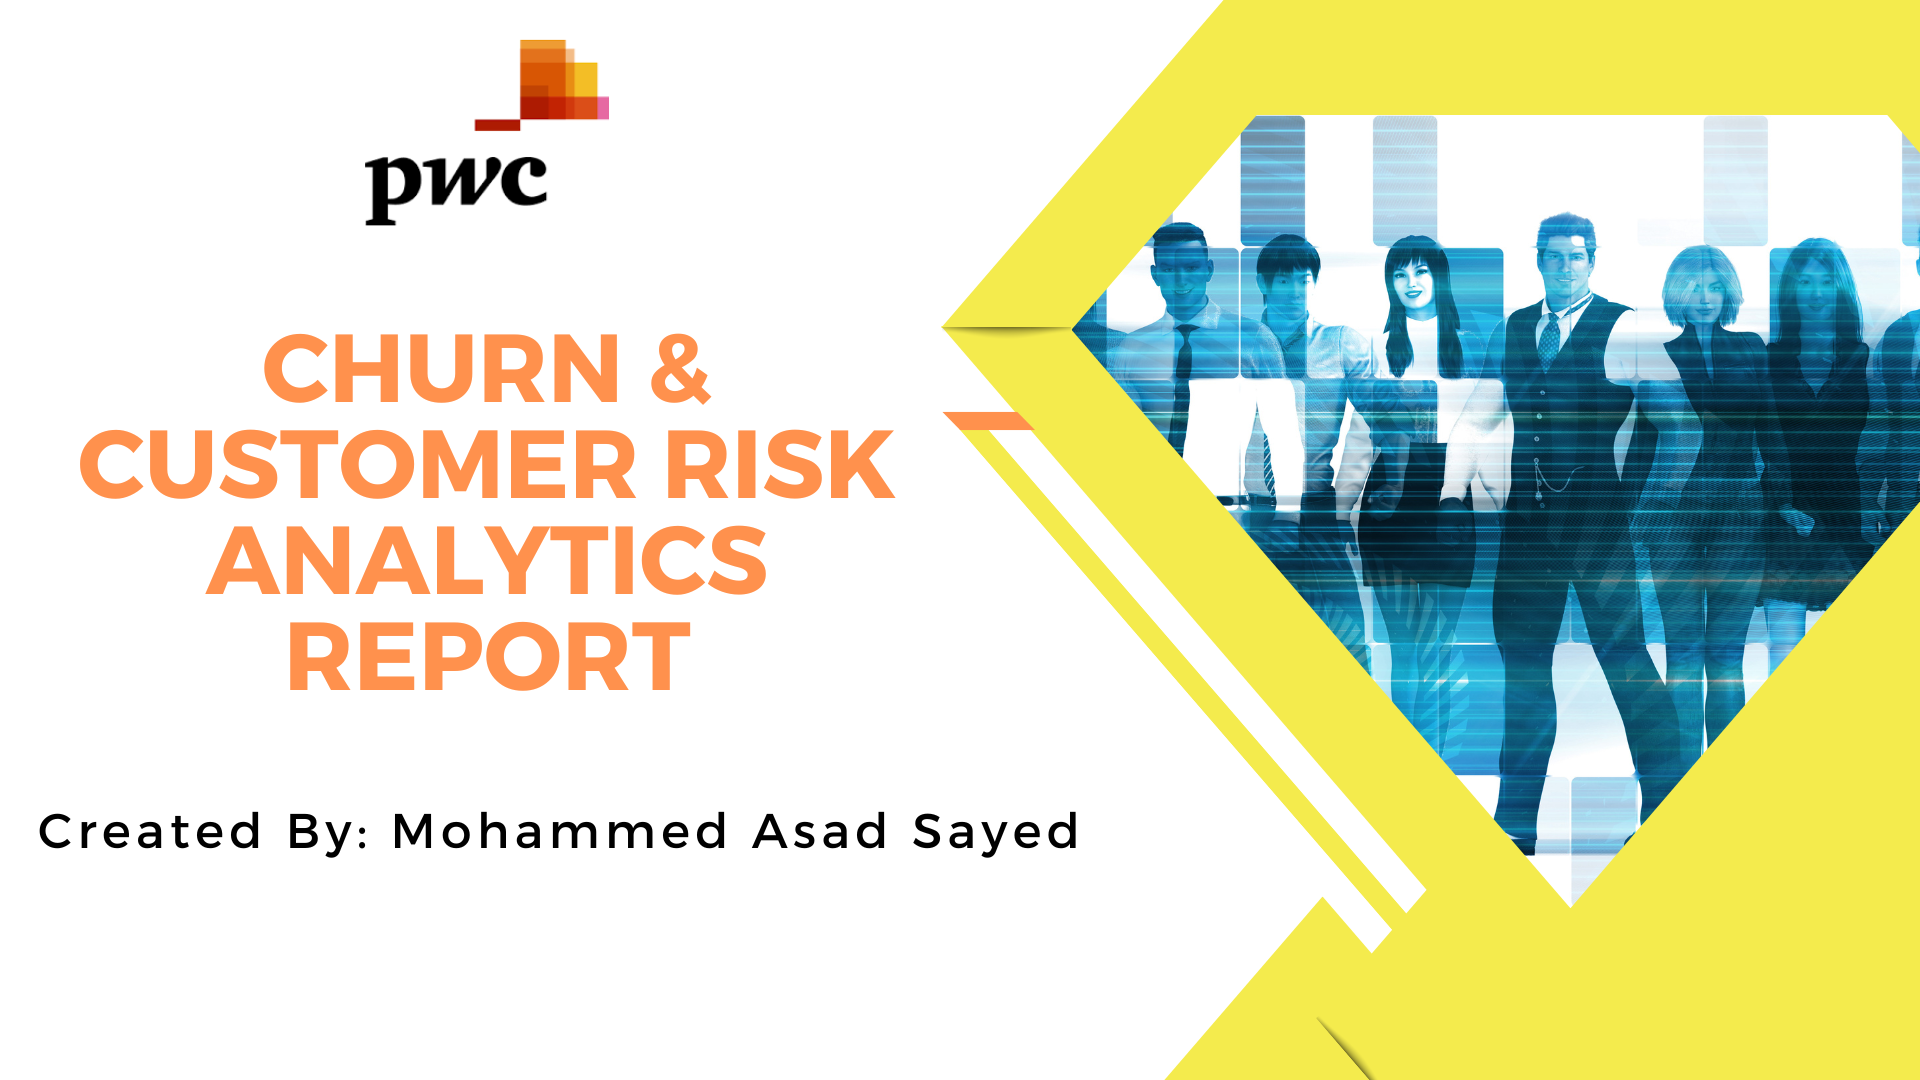 pwc
CHURN &
CUSTOMER RISK
ANALYTICS
REPORT
Created By: Mohammed Asad Sayed